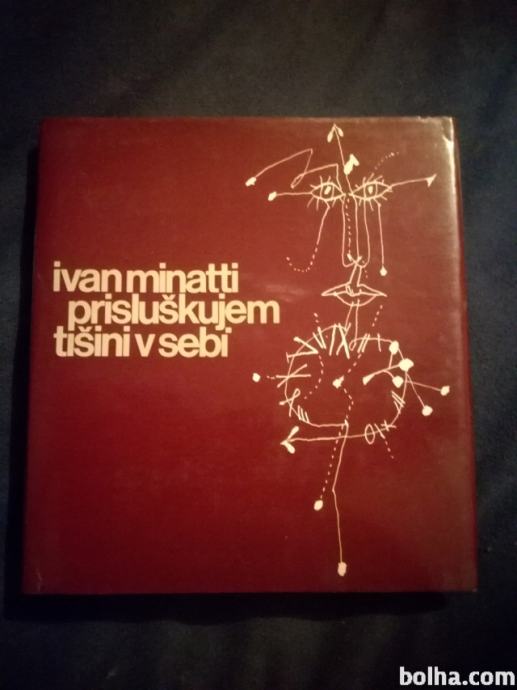 ivan minatti
prisluškujem
tišini v sebi
bolha.com